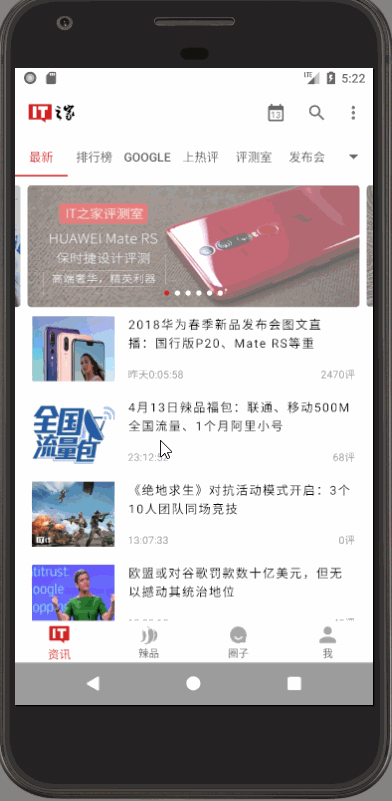 LTE 5:22
IT之家
13
最新 排行榜 GOOGLE 上热评 评测室 发布会
IT之家评测室
HUAWEI Mate RS
保时捷设计评测
高端奢华，精英利器
2018华为春季新品发布会图文直
播：国行版P20、Mate RS等重
昨天0:05:58 2470评
全国
流量包
4月13日辣品福包：联通、移动500M
全国流量、1个月阿里小号
23:12:5 68评
《绝地求生》对抗活动模式开启：3个
10人团队同场竞技
13:07:33 0评
欧盟或对谷歌罚款数十亿美元，但无
以撼动其统治地位
IT
资讯 辣品 圈子 我